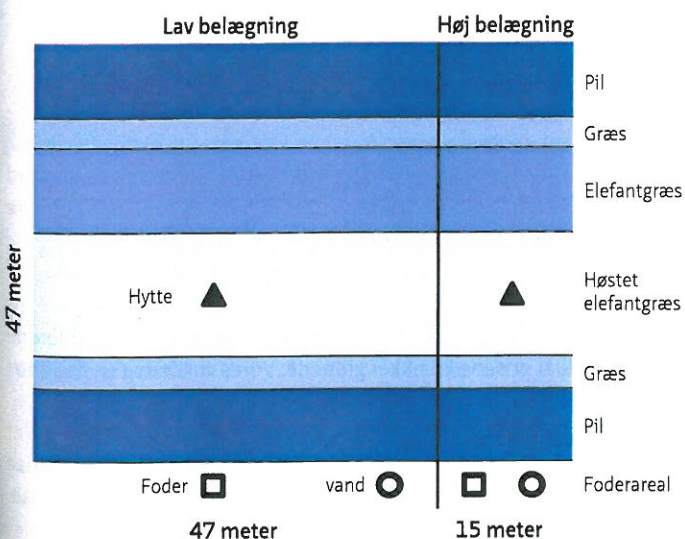 Lav belægning
Høj belægning
Pil
Græs
Elefantgræs
47 meter
Hytte
Høstet
elefantgræs
Græs
Pil
Foder
vand
Foderareal
47 meter
15 meter